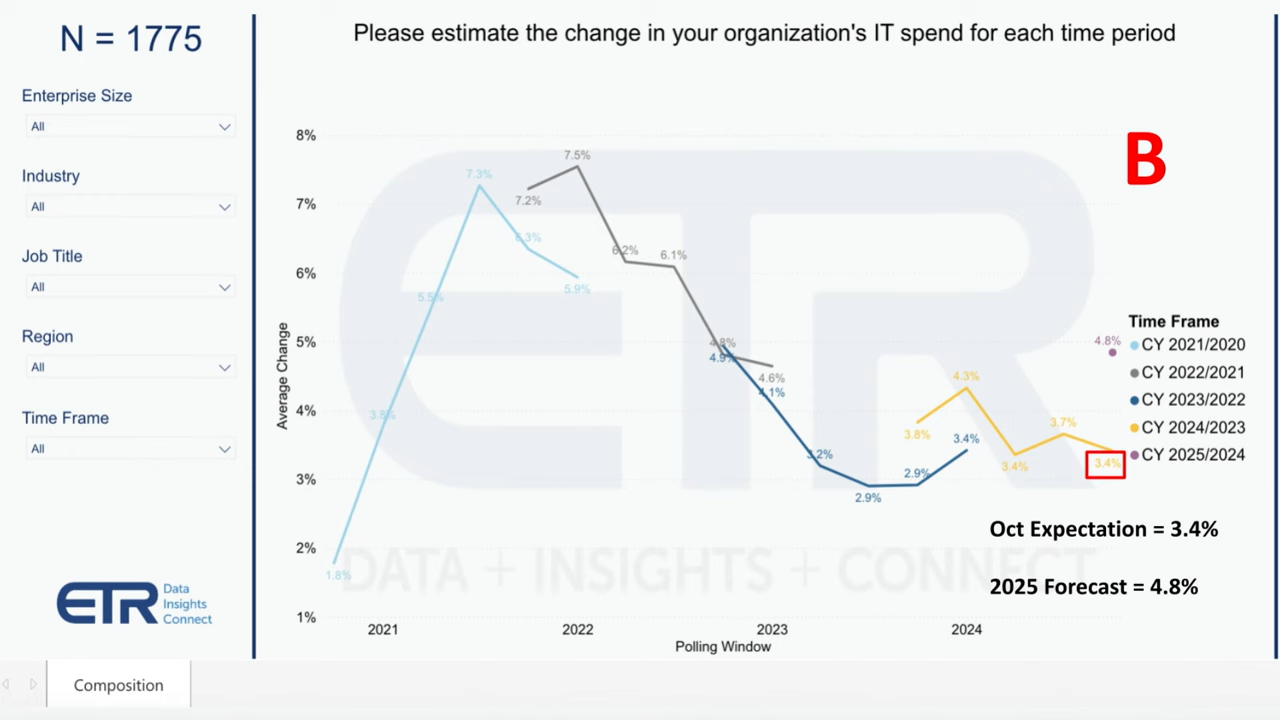 N = 1775
Please estimate the change in your organization's IT spend for each time period
Enterprise Size
All
Industry
All
Job Title
All
Region
All
Time Frame
All
ETR
Data
Insights
Connect
B
8%
7%
6%
5%
4%
3%
2%
1%
Average Change
1.8%
3.8%
5.5%
7.3%
6.3%
5.9%
7.2%
7.5%
6.2%
6.1%
4.8%
4.6%
4.9%
4.1%
3.2%
2.9%
2.9%
3.4%
3.8%
4.3%
3.4%
3.7%
3.4%
4.8%
Time Frame
CY 2021/2020
CY 2022/2021
CY 2023/2022
CY 2024/2023
CY 2025/2024
Oct Expectation = 3.4%
2025 Forecast = 4.8%
ETR
DATA + INSIGHTS + CONNECT
2021
2022
2023
2024
Polling Window
Composition